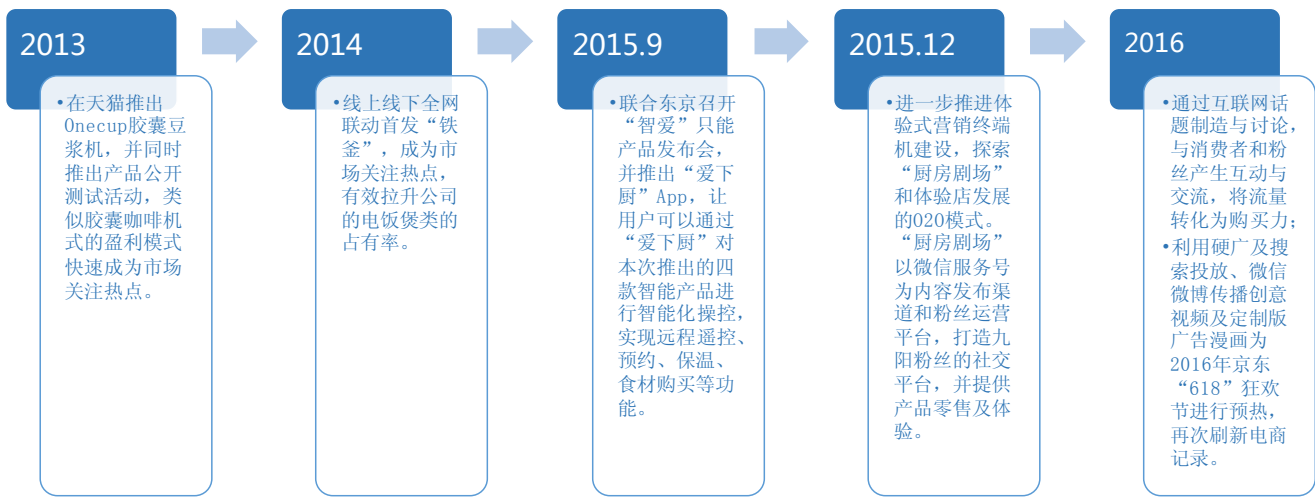 2013
•在天猫推出
Onecup胶囊豆
浆机，并同时
推出产品公开
测试活动，类
似胶囊咖啡机
式的盈利模式
快速成为市场
关注热点。
2014
•线上线下全网
联动首发“铁
釜”，成为市
场关注热点，
有效拉升公司
的电饭煲类的
占有率。
2015.9
•联合东京召开
“智爱”只能
产品发布会，
并推出“爱下
厨”App，让
用户可以通过
“爱下厨”对
本次推出的四
款智能产品进
行智能化操控，
实现远程遥控、
预约、保温、
食材购买等功
能。
2015.12
•进一步推进体
验式营销终端
机建设，探索
“厨房剧场”
和体验店发展
的O2O模式。
“厨房剧场”
以微信服务号
为内容发布渠
道和粉丝运营
平台，打造九
阳粉丝的社交
平台，并提供
产品零售及体
验。
2016
•通过互联网话
题制造与讨论，
与消费者和粉
丝产生互动与
交流，将流量
转化为购买力；
•利用硬广及搜
索投放、微信
微博传播创意
视频及定制版
广告漫画为
2016年京东
“618”狂欢
节进行预热，
再次刷新电商
记录。